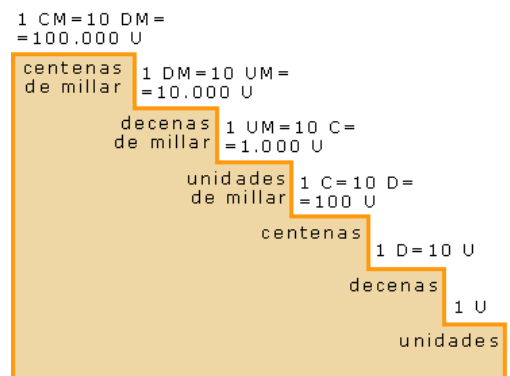 1 CM=10 DM=
=100.000 U
centenas
de millar
1 DM=10 UM=
=10.000 U
decenas
de millar
1 UM=10 C=
=1.000 U
unidades
de millar
1 C=10 D=
=100 U
centenas
1 D=10 U
decenas
1 U
unidades